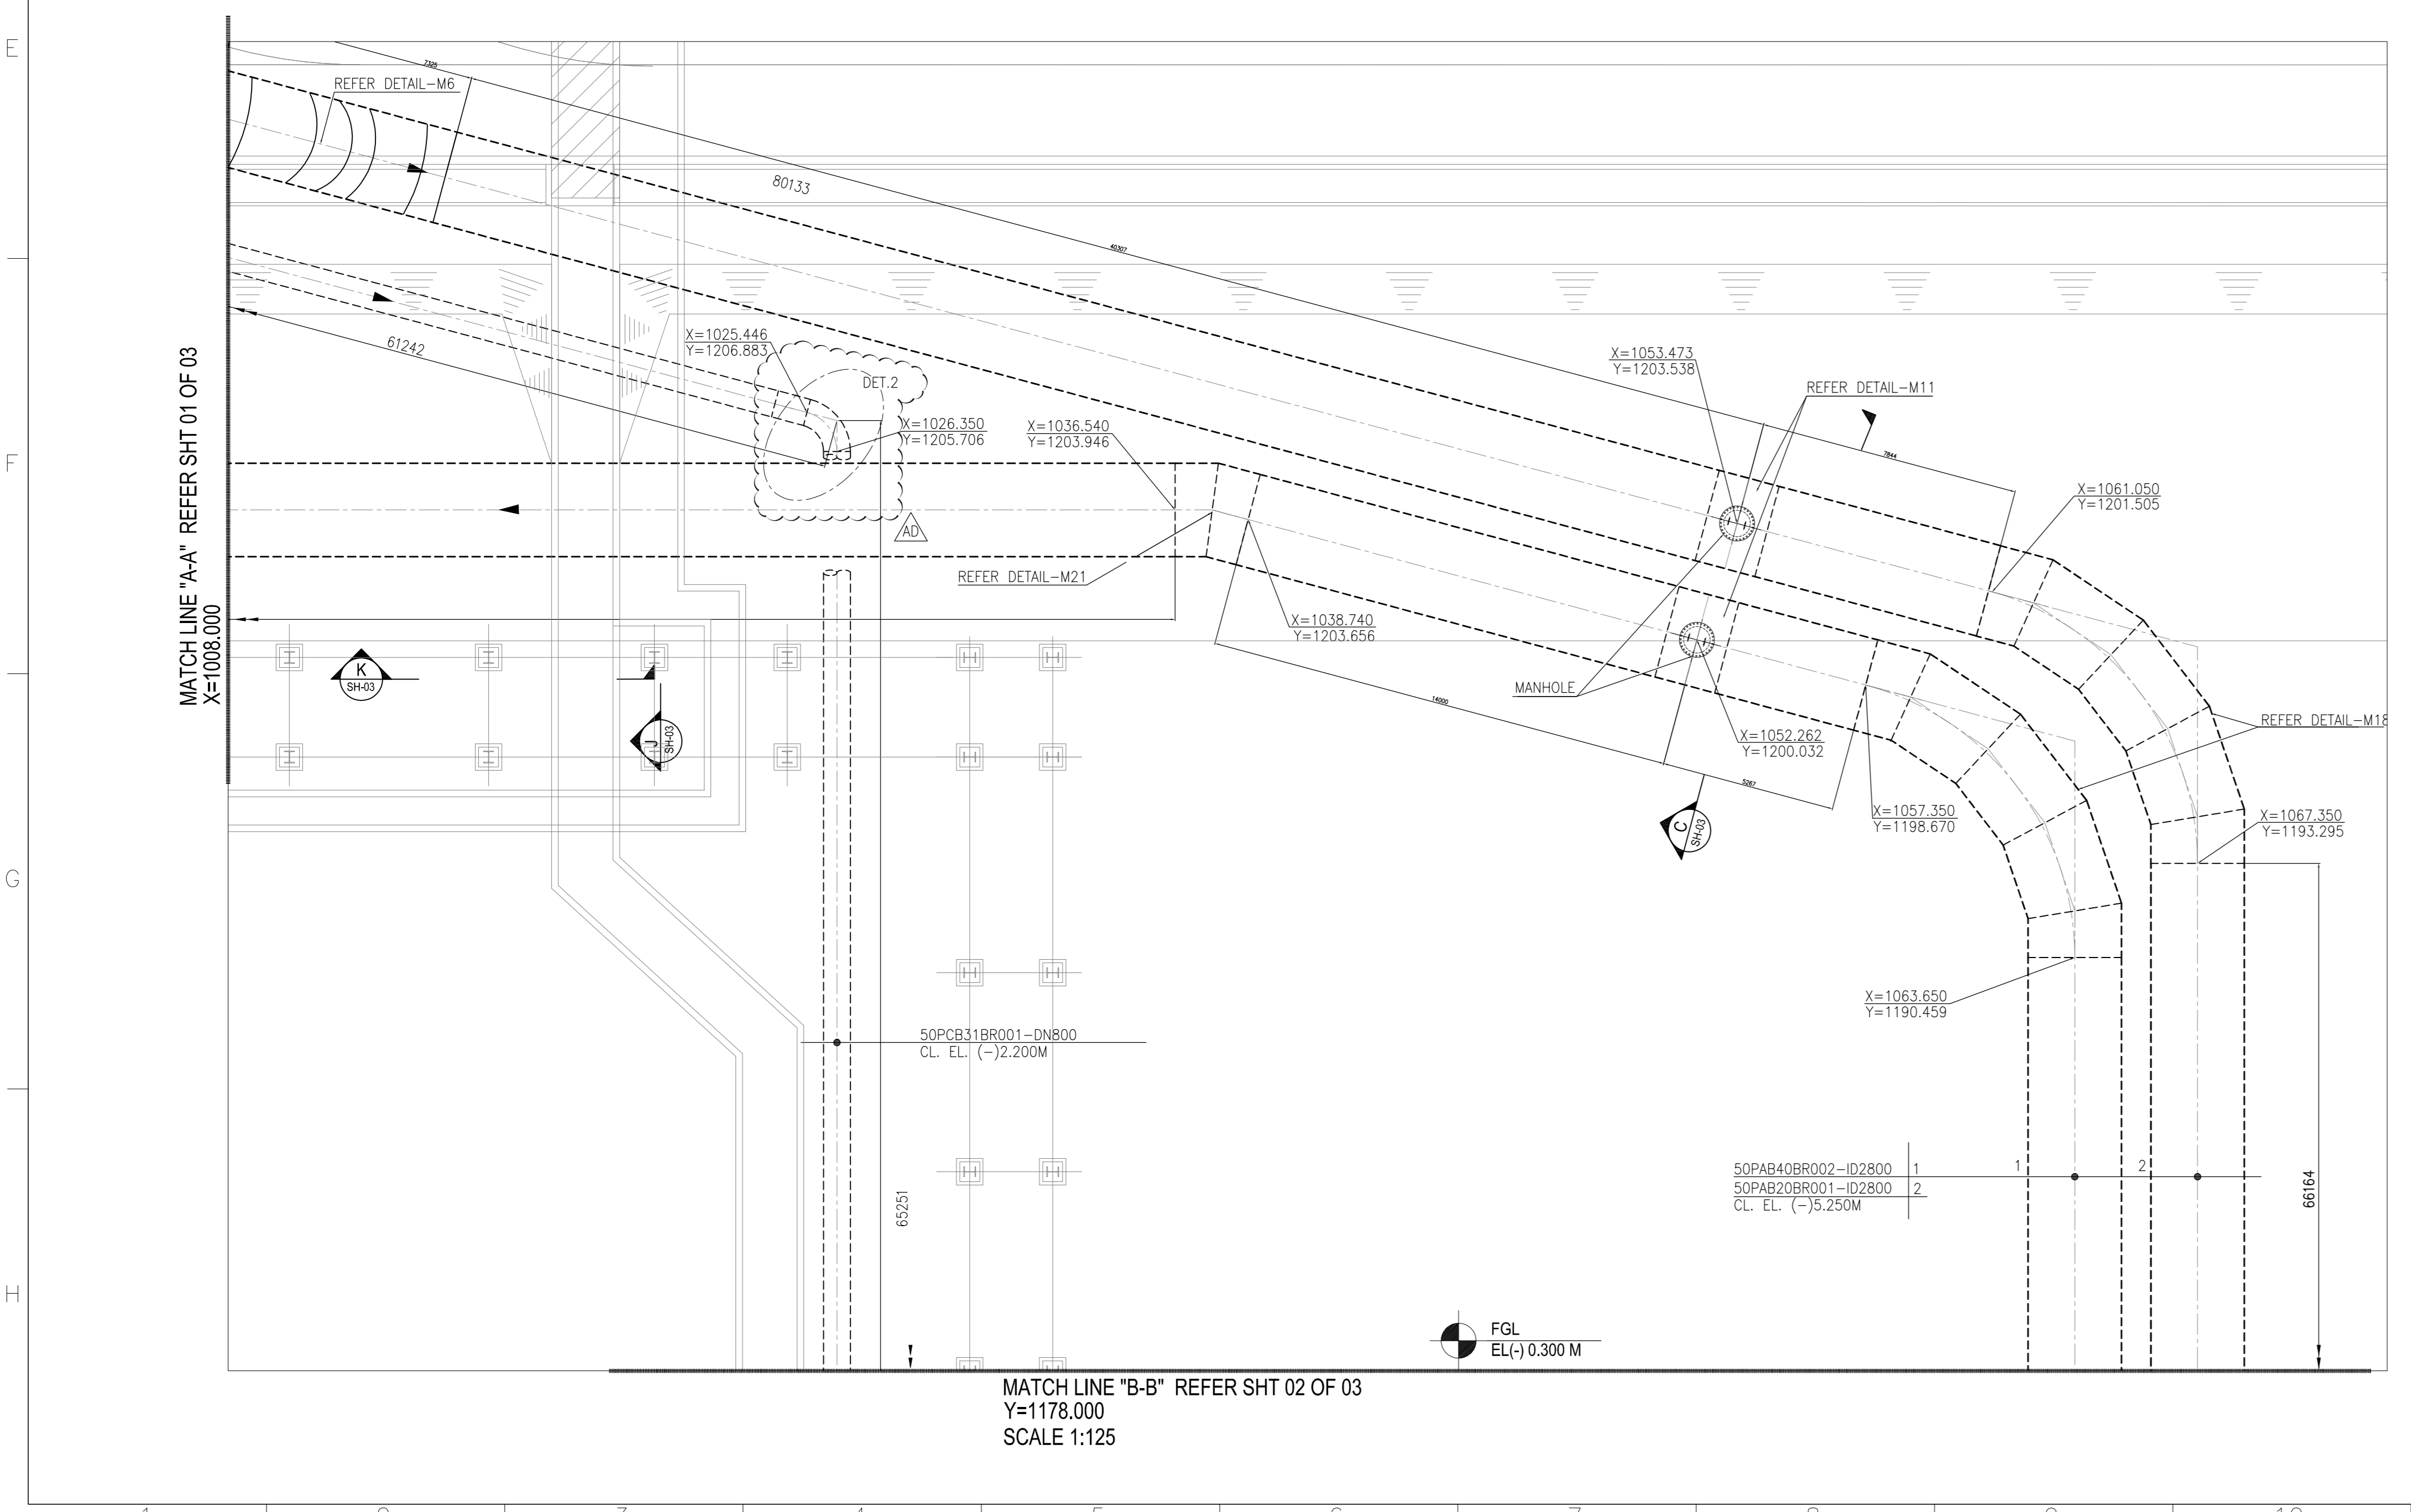 E
7325
REFER DETAIL-M6
80133
40307
61242
X=1025.446
Y=1206.883
DET.2
X=1053.473
Y=1203.538
REFER DETAIL-M11
X=1026.350
Y=1205.706
X=1036.540
Y=1203.946
F
7844
X=1061.050
Y=1201.505
MATCH LINE "A-A" REFER SHT 01 OF 03
X=1008.000
AD
REFER DETAIL-M21
X=1038.740
Y=1203.656
K
SH-03
MANHOLE
14000
J
SH-03
REFER DETAIL-M18
X=1052.262
Y=1200.032
5267
X=1057.350
Y=1198.670
X=1067.350
Y=1193.295
C
SH-03
G
X=1063.650
Y=1190.459
50PCB31BR001-DN800
CL. EL. (-)2.200M
50PAB40BR002-ID2800 1
50PAB20BR001-ID2800 2
CL. EL. (-)5.250M
1 2
65251
66164
H
FGL
EL(-) 0.300 M
MATCH LINE "B-B" REFER SHT 02 OF 03
Y=1178.000
SCALE 1:125